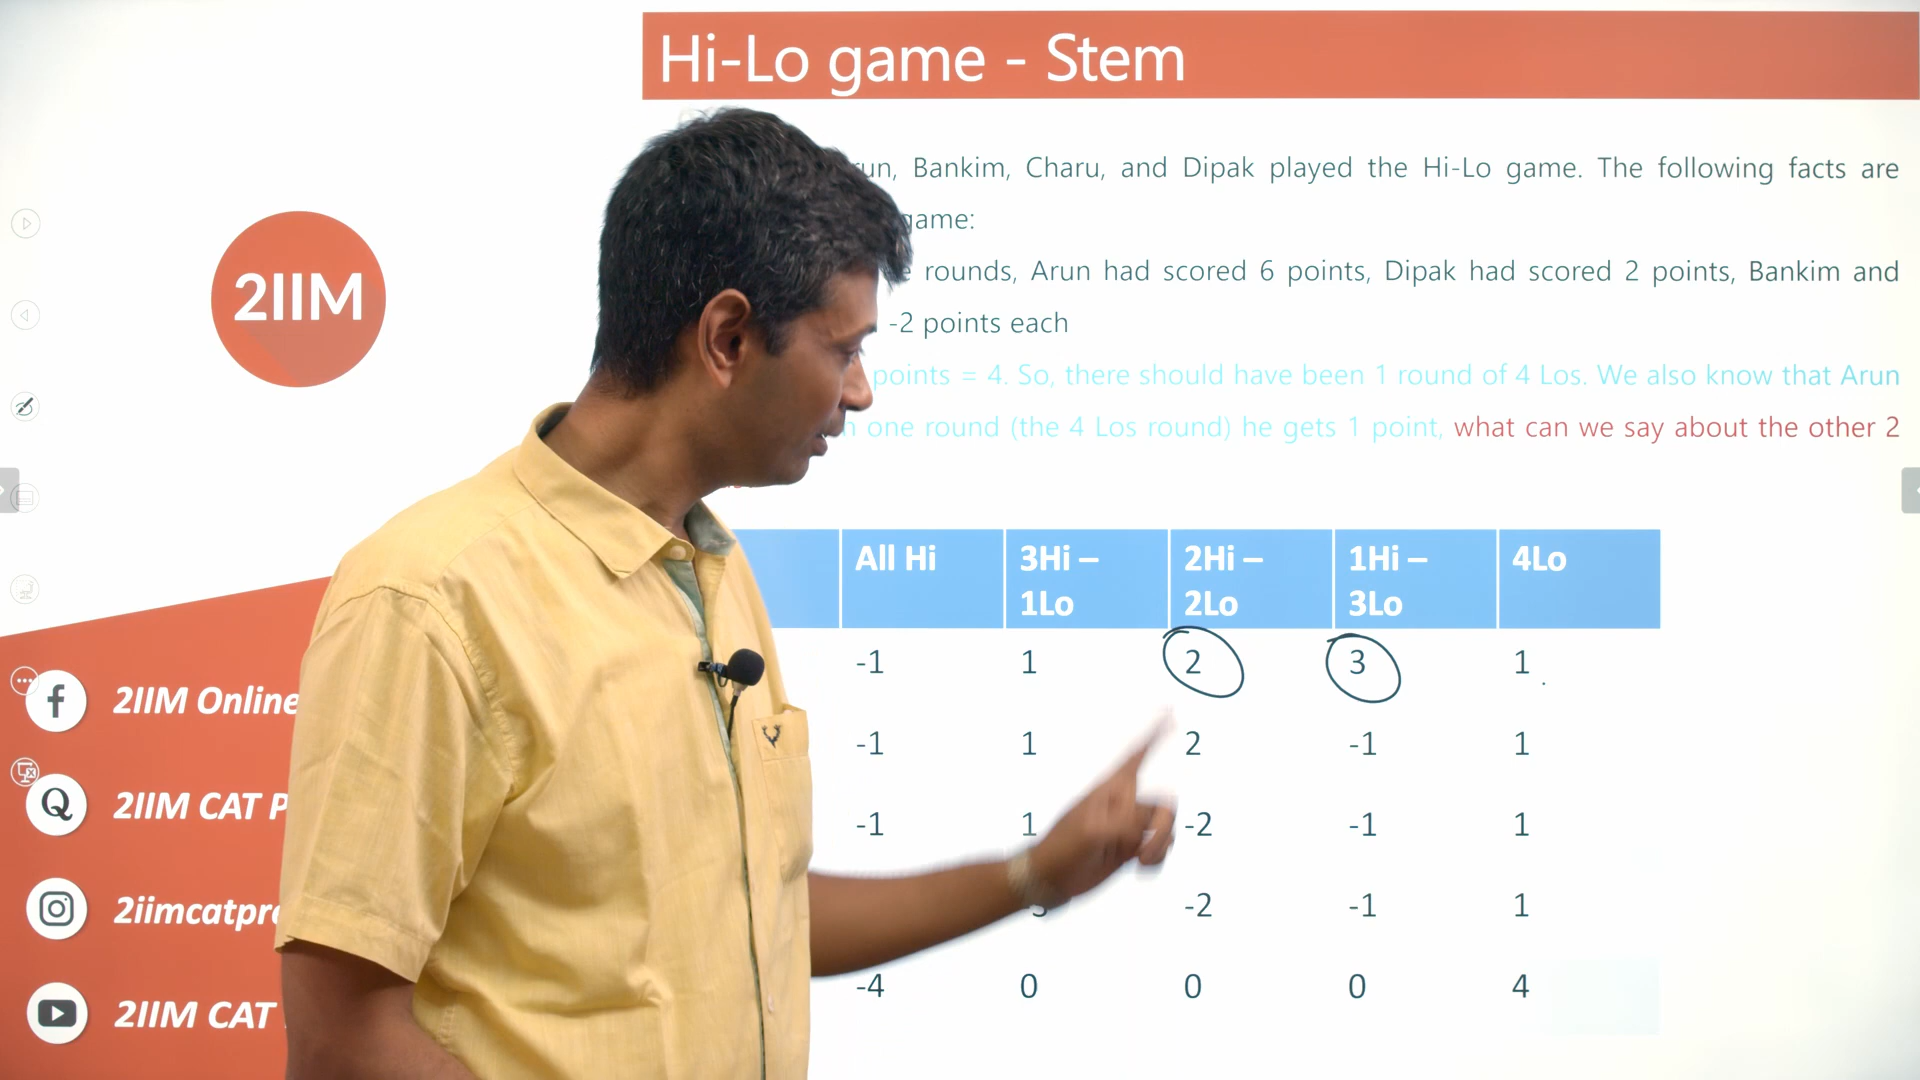 Hi-Lo game - Stem
Bankim, Charu, and Dipak played the Hi-Lo game. The following facts are
game:
rounds, Arun had scored 6 points, Dipak had scored 2 points, Bankim and
-2 points each
points = 4. So, there should have been 1 round of 4 Los. We also know that Arun
one round (the 4 Los round) he gets 1 point, what can we say about the other 2
2IIM
All Hi 3Hi – 1Lo 2Hi – 2Lo 1Hi – 3Lo 4Lo
-1 1 2 3 1
-1 1 2 -1 1
-1 1 -2 -1 1
-2 -1 1
-4 0 0 0 4
2IIM Online
2IIM CAT
2IIM CAT